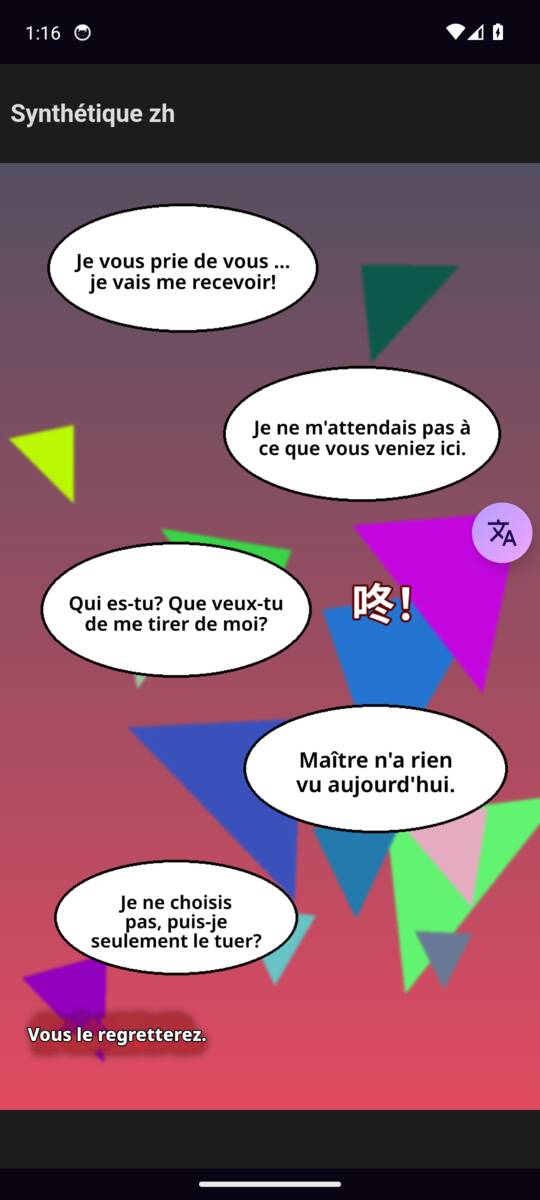 1:16
Synthétique zh
Je vous prie de vous ...
je vais me recevoir!
Je ne m'attendais pas à
ce que vous veniez ici.
Qui es-tu? Que veux-tu
de me tirer de moi?
咚!
Maître n'a rien
vu aujourd'hui.
Je ne choisis
pas, puis-je
seulement le tuer?
Vous le regretterez.